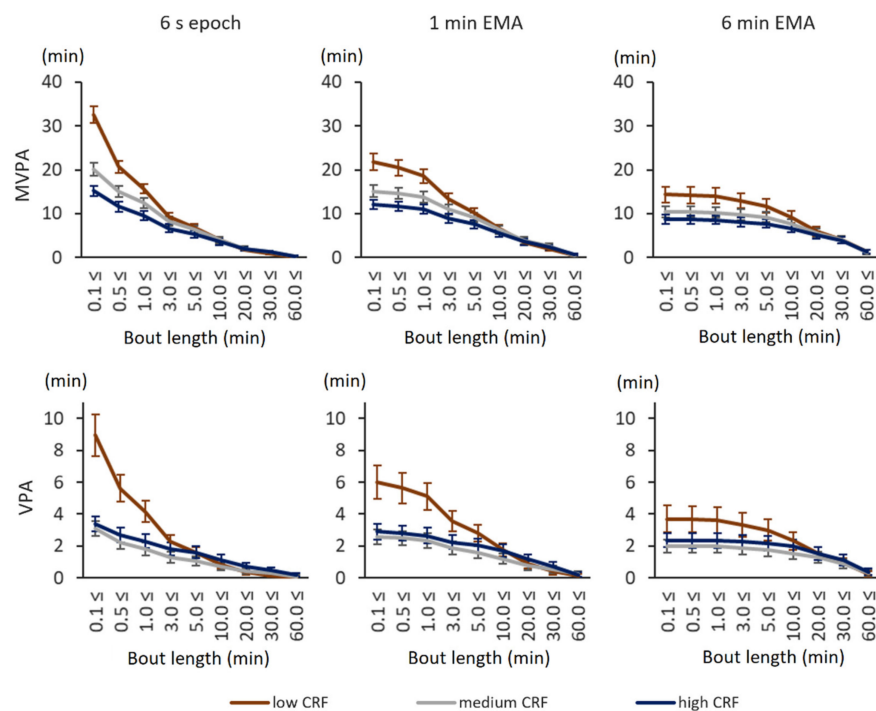 6 s epoch 1 min EMA 6 min EMA
(min) (min) (min)
MVPA
40 40 40
30 30 30
20 20 20
10 10 10
0 0 0
0.1 ≤ 0.5 ≤ 1.0 ≤ 3.0 ≤ 5.0 ≤ 10.0 ≤ 20.0 ≤ 30.0 ≤ 60.0 ≤ 0.1 ≤ 0.5 ≤ 1.0 ≤ 3.0 ≤ 5.0 ≤ 10.0 ≤ 20.0 ≤ 30.0 ≤ 60.0 ≤ 0.1 ≤ 0.5 ≤ 1.0 ≤ 3.0 ≤ 5.0 ≤ 10.0 ≤ 20.0 ≤ 30.0 ≤ 60.0 ≤
Bout length (min) Bout length (min) Bout length (min)
(min) (min) (min)
VPA
10 10 10
8 8 8
6 6 6
4 4 4
2 2 2
0 0 0
0.1 ≤ 0.5 ≤ 1.0 ≤ 3.0 ≤ 5.0 ≤ 10.0 ≤ 20.0 ≤ 30.0 ≤ 60.0 ≤ 0.1 ≤ 0.5 ≤ 1.0 ≤ 3.0 ≤ 5.0 ≤ 10.0 ≤ 20.0 ≤ 30.0 ≤ 60.0 ≤ 0.1 ≤ 0.5 ≤ 1.0 ≤ 3.0 ≤ 5.0 ≤ 10.0 ≤ 20.0 ≤ 30.0 ≤ 60.0 ≤
Bout length (min) Bout length (min) Bout length (min)
low CRF medium CRF high CRF